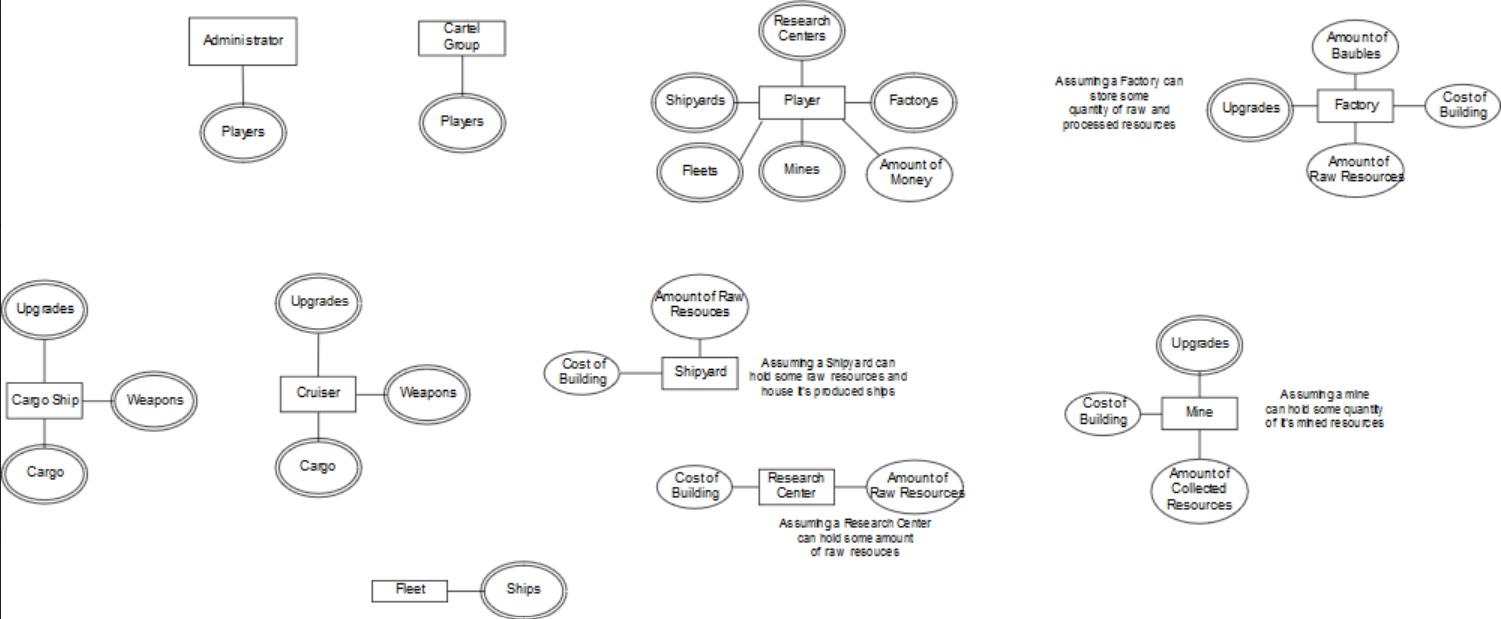 Administrator
Players
Cartel
Group
Players
Research
Centers
Shipyards
Player
Factorys
Fleets
Mines
Amount of
Money
Assuming a Factory can
store some
quantity of raw and
processed resources
Amount of
Baubles
Upgrades
Factory
Cost of
Building
Amount of
Raw Resources
Upgrades
Cargo Ship
Weapons
Cargo
Upgrades
Cruiser
Weapons
Cargo
Amount of Raw
Resouces
Cost of
Building
Shipyard
Assuming a Shipyard can
hold some raw resources and
house it's produced ships
Cost of
Building
Research
Center
Amount of
Raw Resources
Assuming a Research Center
can hold some amount
of raw resouces
Upgrades
Cost of
Building
Mine
Assuming a mine
can hold some quantity
of it's mined resources
Amount of
Collected
Resources
Fleet
Ships